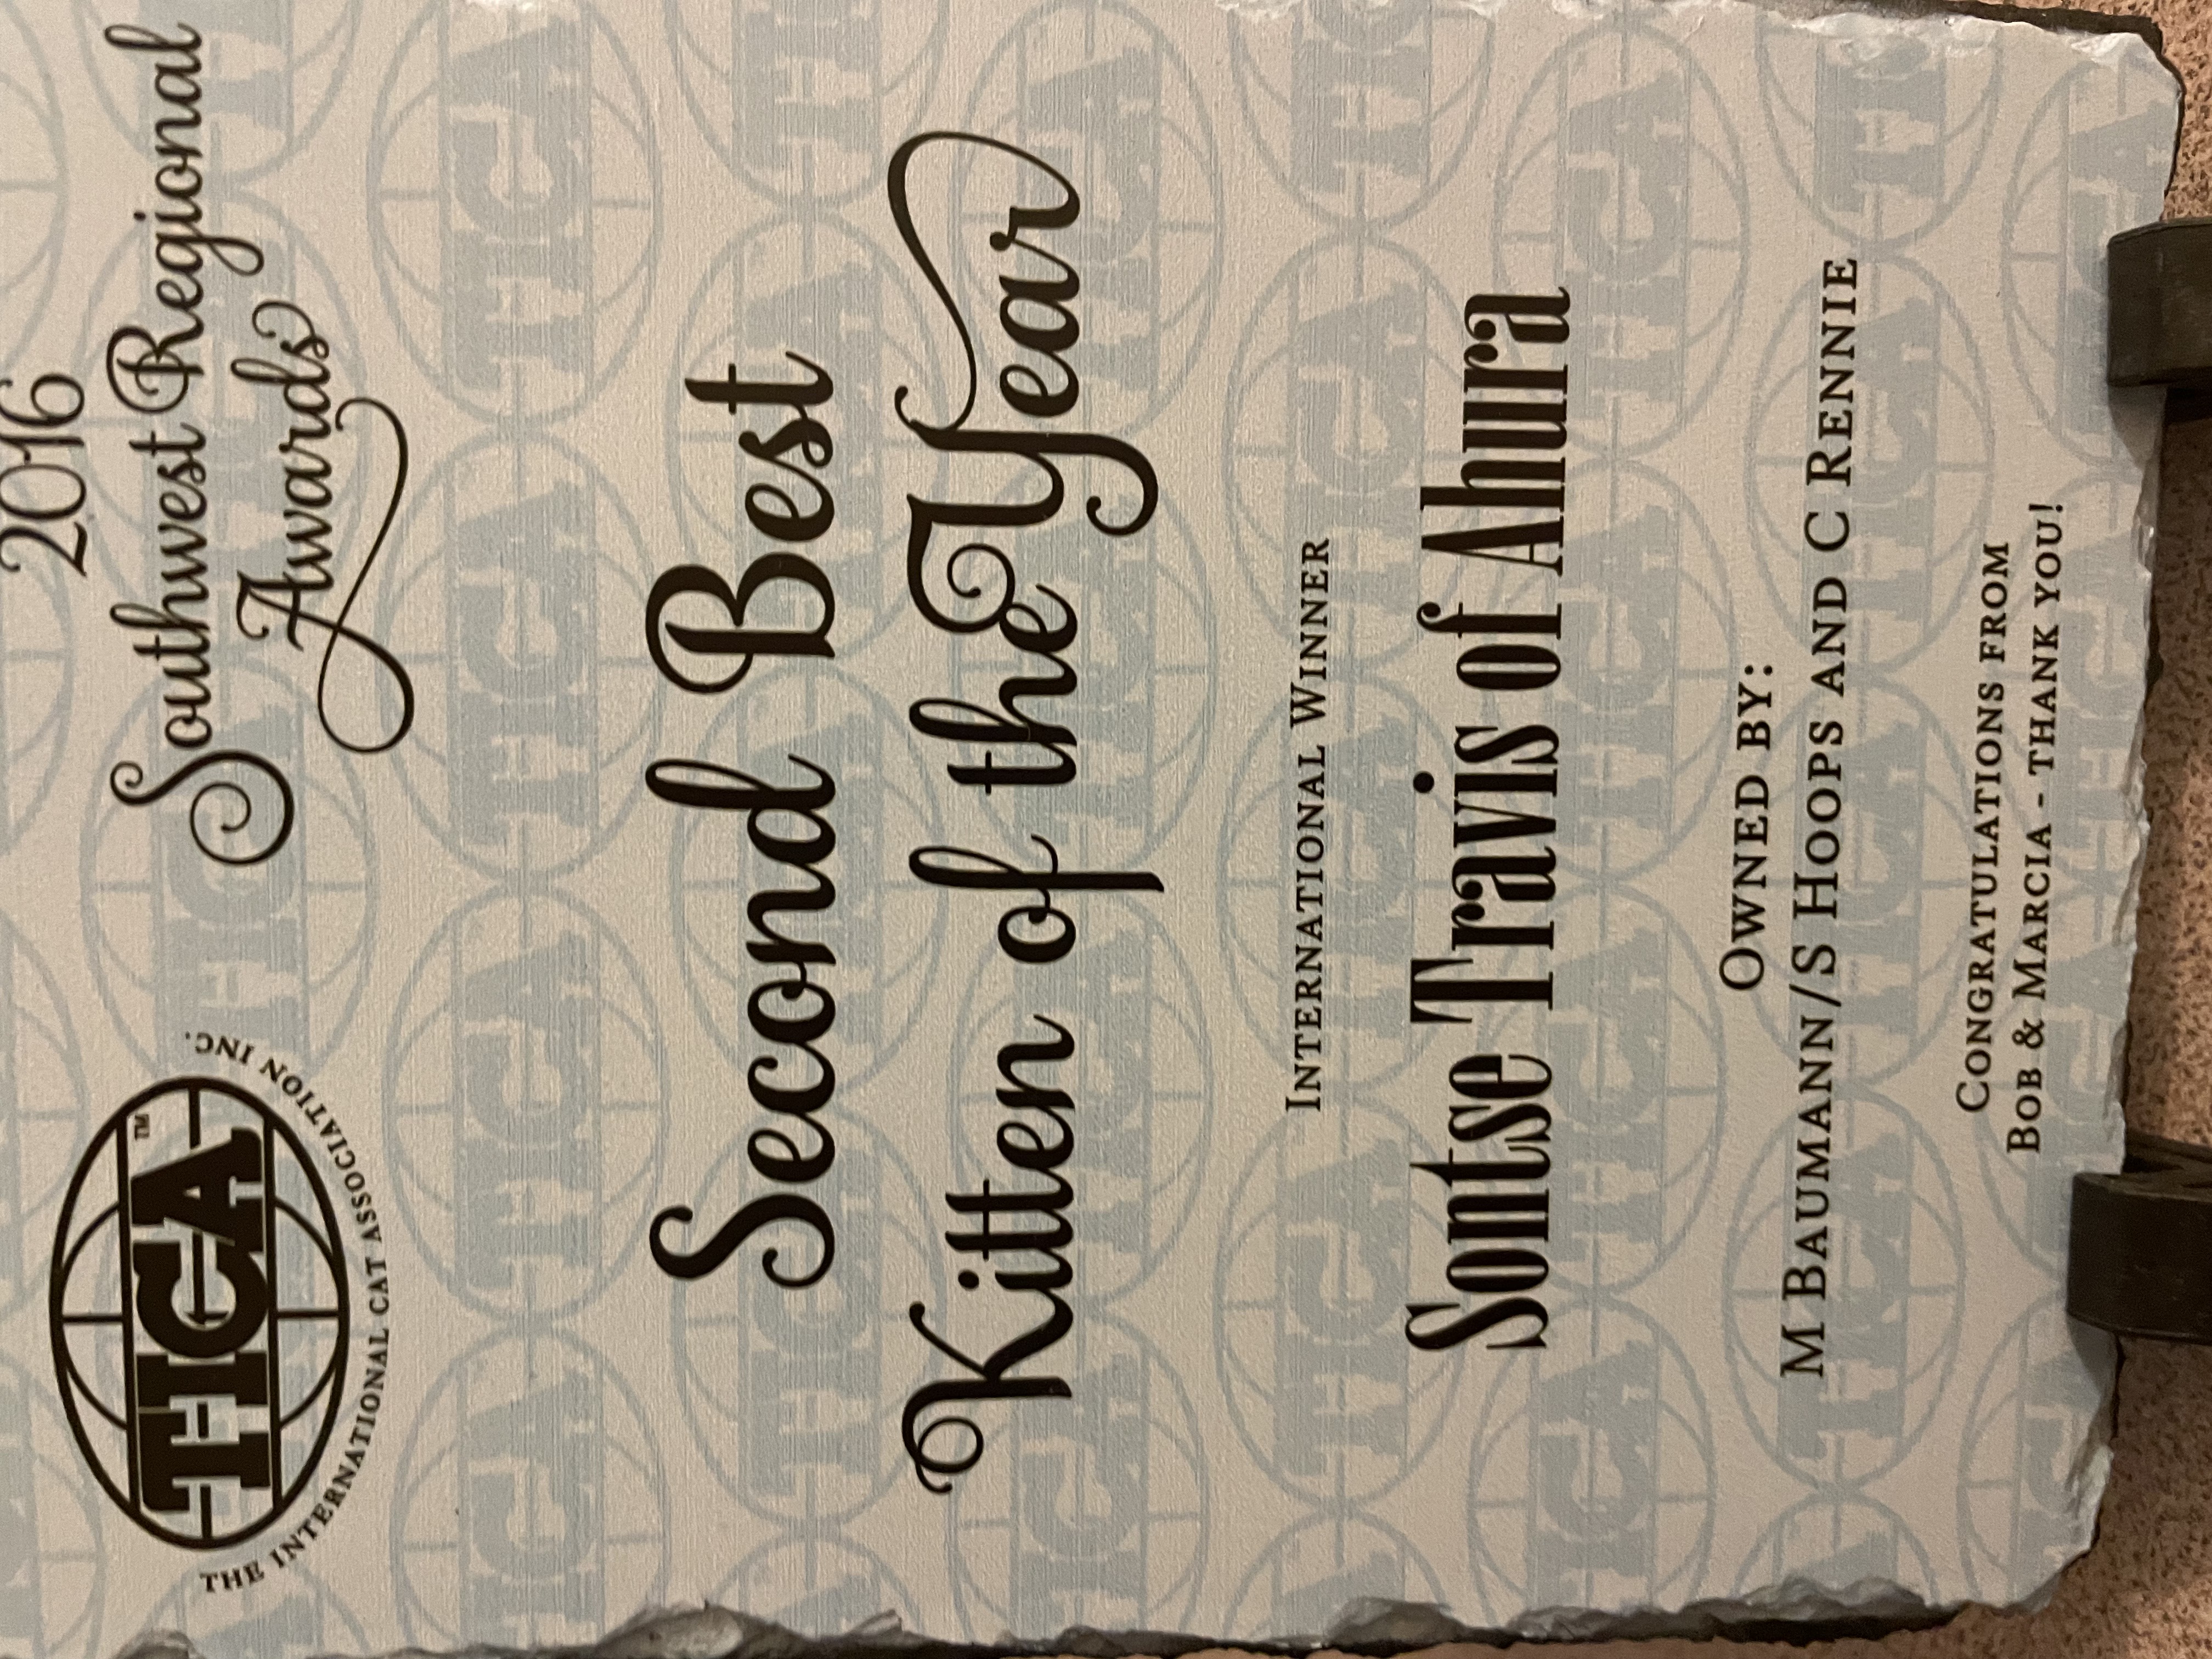 TICA™
THE INTERNATIONAL CAT ASSOCIATION INC.
2016
Southwest Regional
Awards
Second Best
Kitten of the Year
INTERNATIONAL WINNER
Sontse Travis of Ahura
OWNED BY:
M BAUMANN/S HOOPS AND C RENNIE
CONGRATULATIONS FROM
BOB & MARCIA - THANK YOU!